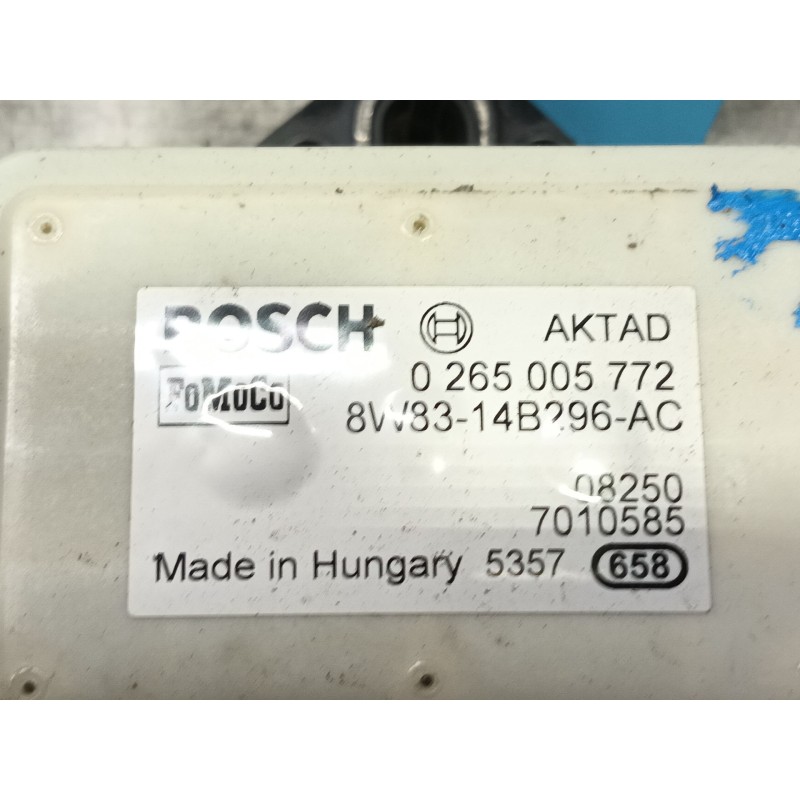 BOSCH AKTAD
0 265 005 772
FoMoCo
8W83-14B296-AC
08250
7010585
Made in Hungary 5357 658